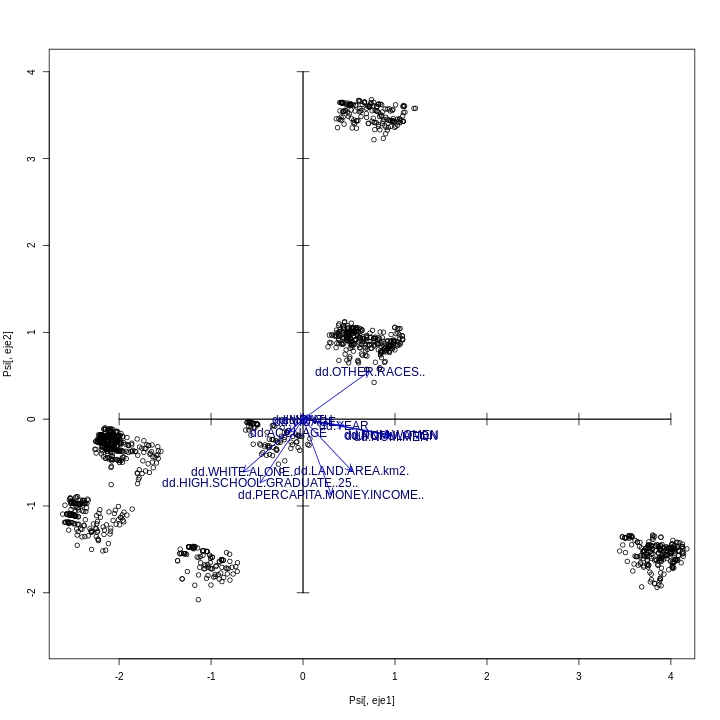 4
3
2
1
0
-1
-2
Psi[, eje2]
dd.OTHER.RACES..
dd.YEAR
dd.WHITE.ALONE..
dd.LAND.AREA.km2.
dd.HIGH.SCHOOL.GRADUATE..25..
dd.PERCAPITA.MONEY.INCOME..
-2
-1
0
1
2
3
4
Psi[, eje1]